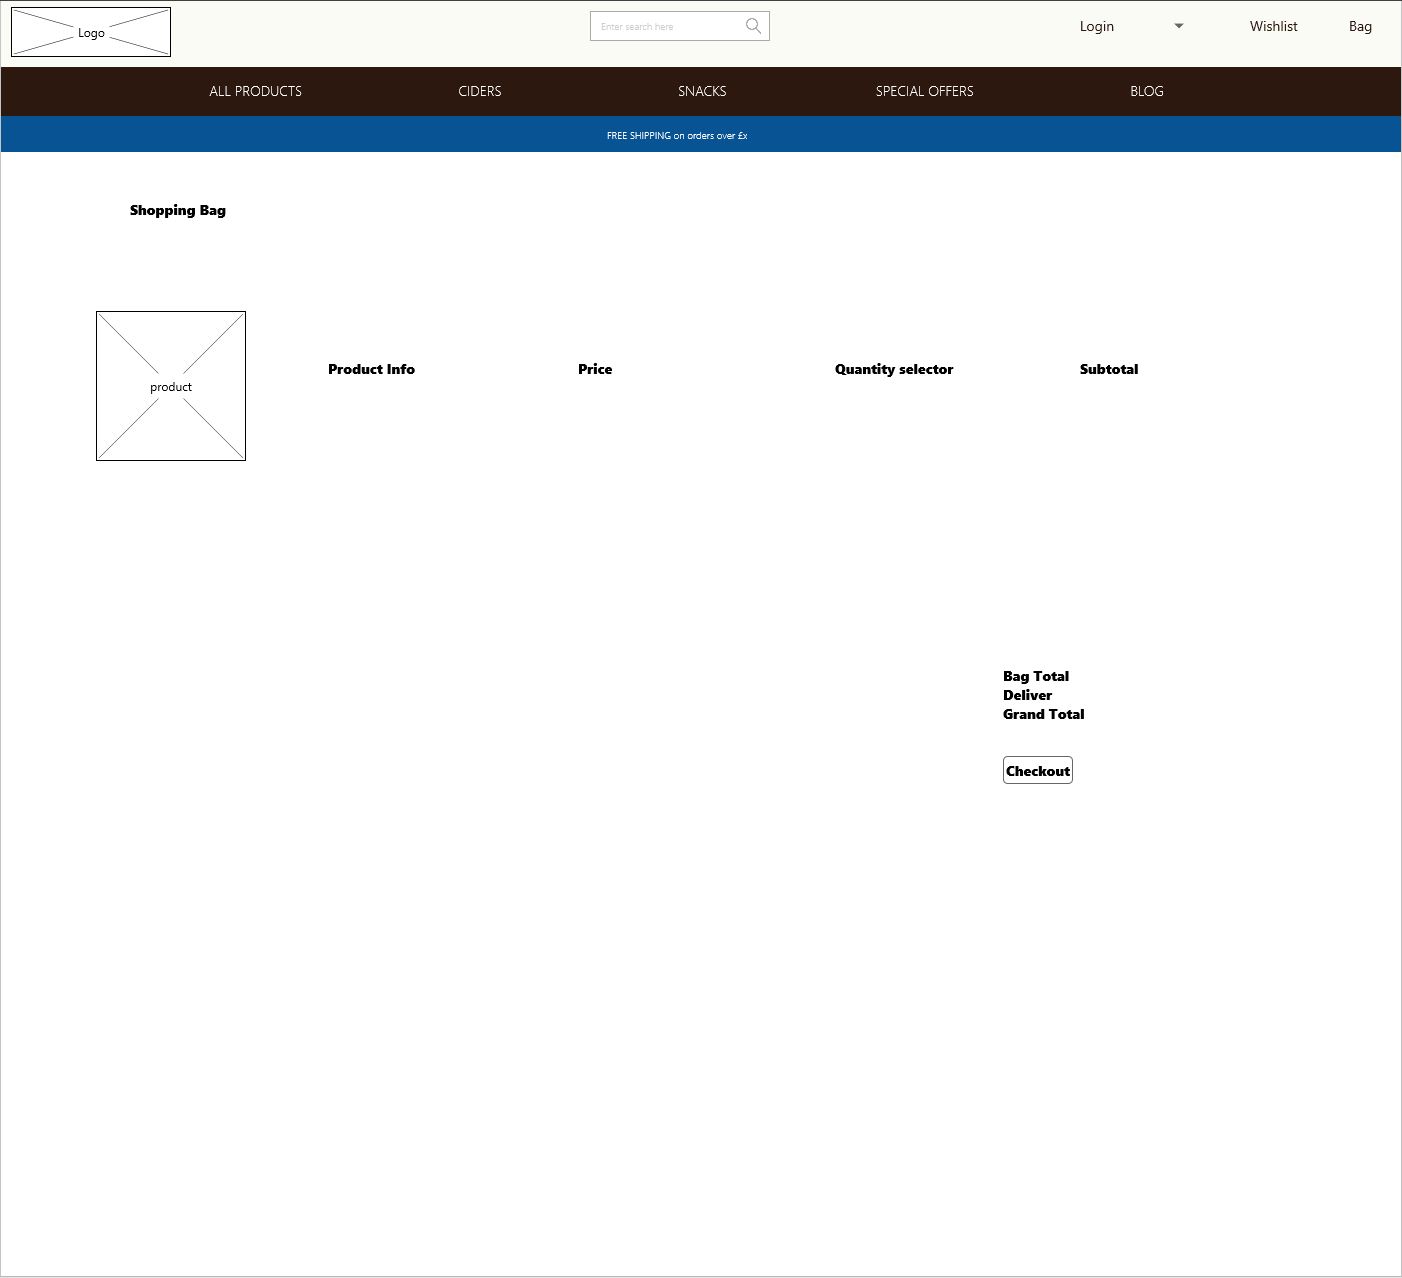 Logo
Enter search here
Login
Wishlist
Bag
ALL PRODUCTS
CIDERS
SNACKS
SPECIAL OFFERS
BLOG
FREE SHIPPING on orders over £x
Shopping Bag
product
Product Info
Price
Quantity selector
Subtotal
Bag Total
Deliver
Grand Total
Checkout